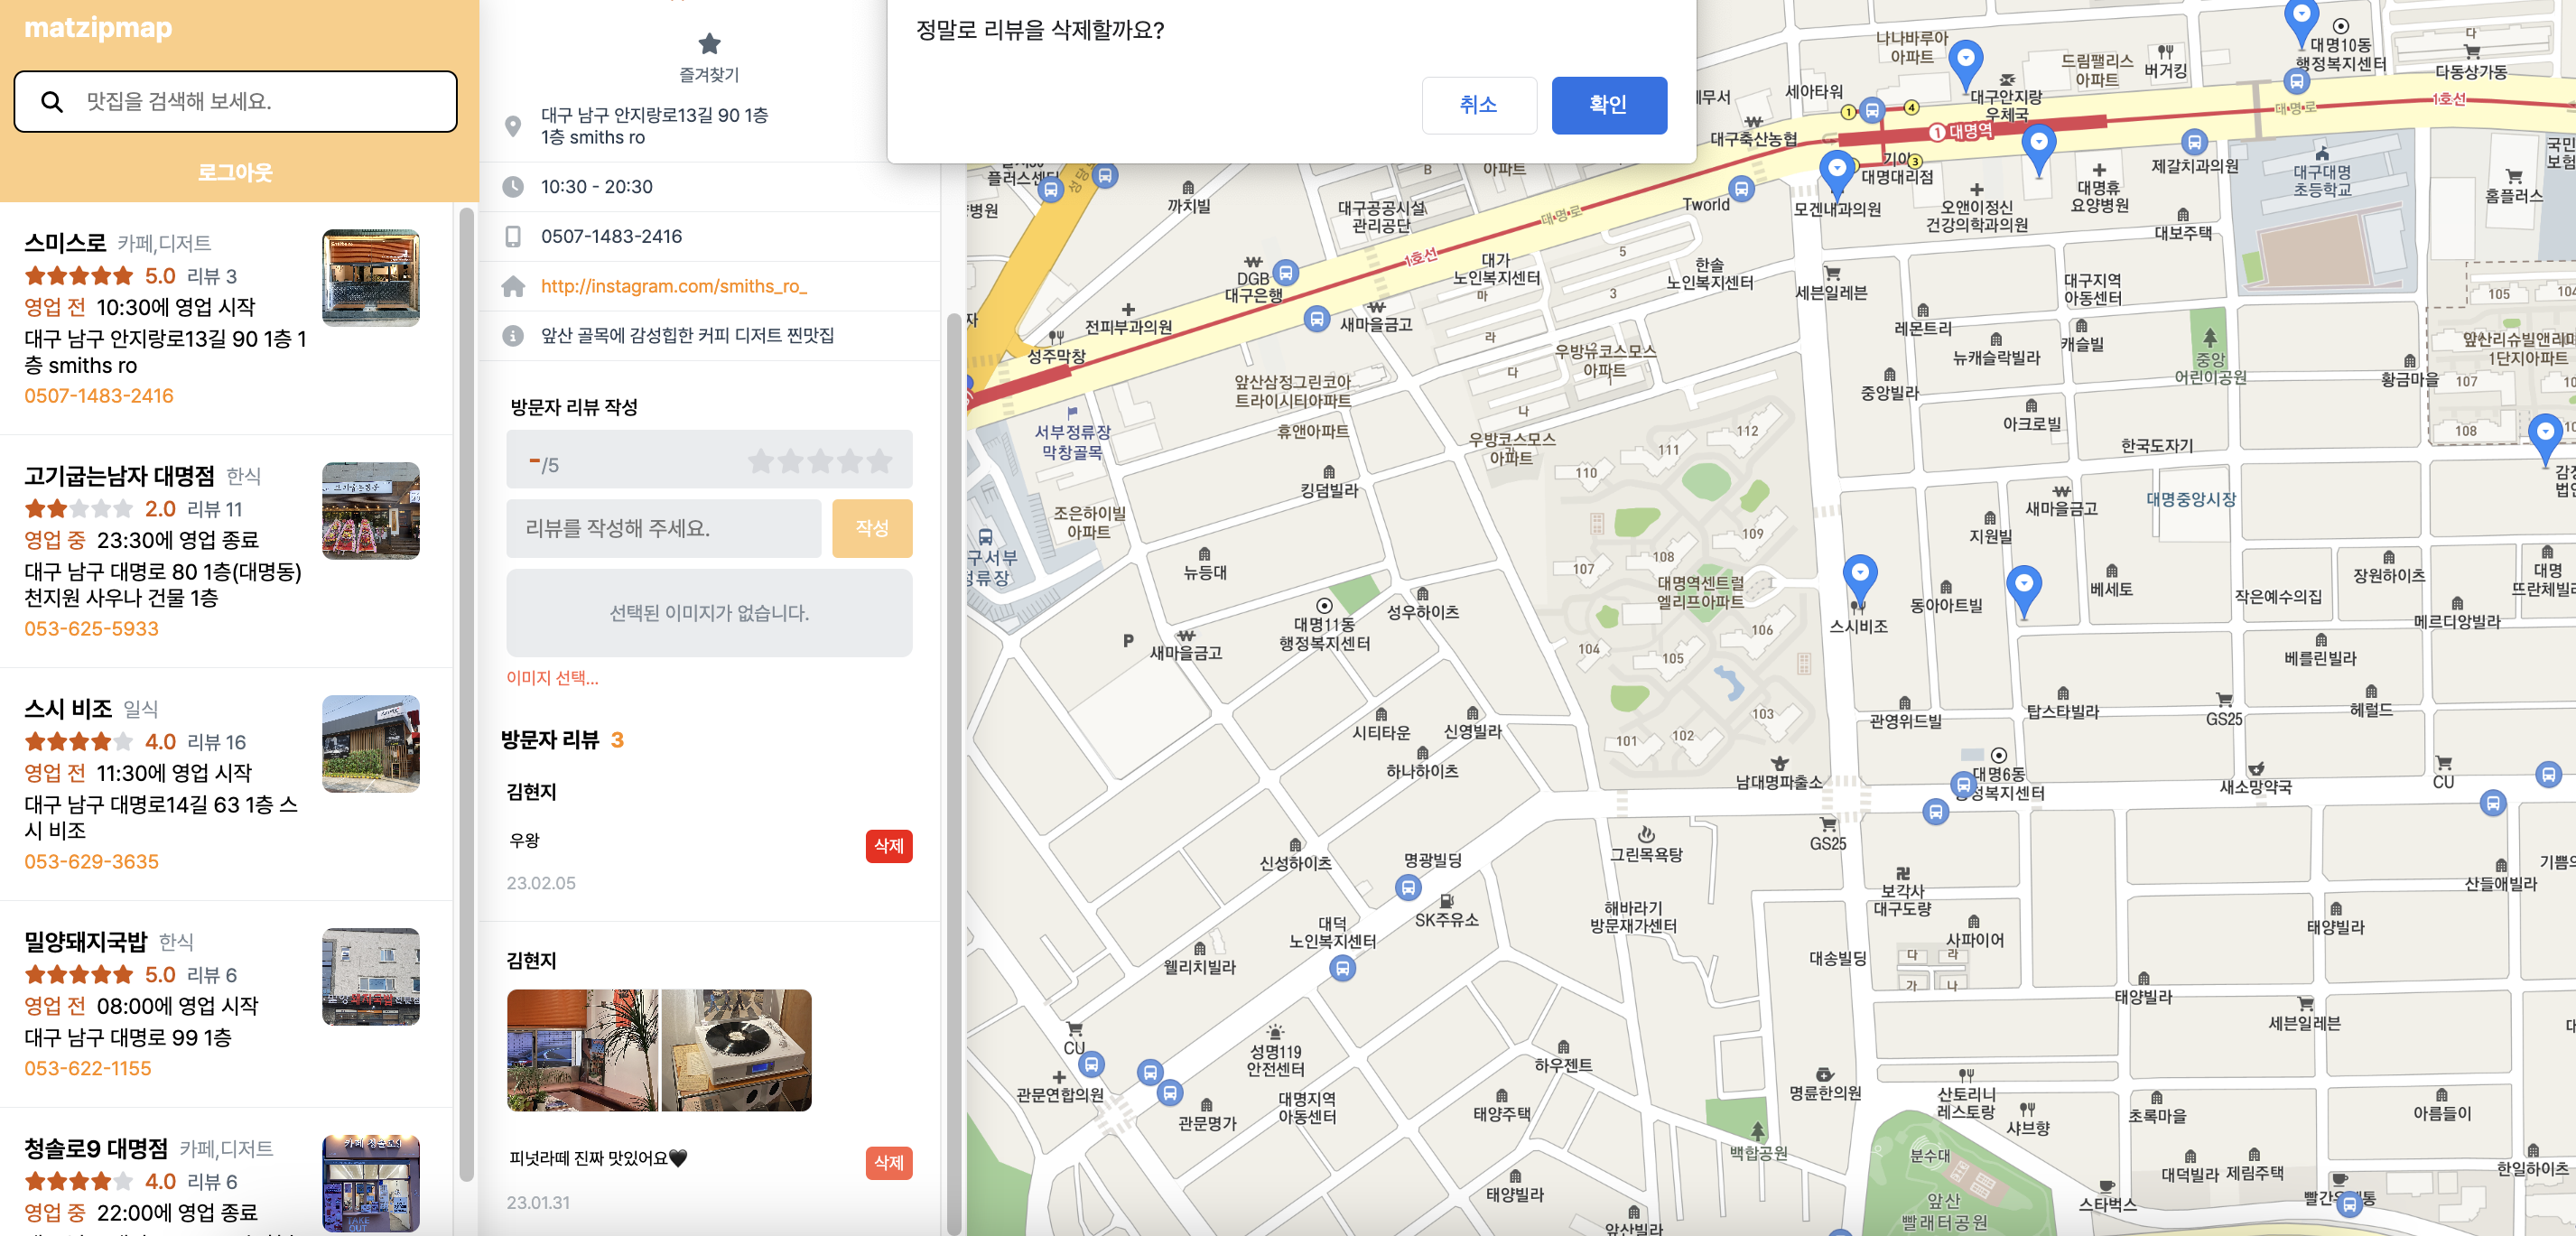 matzipmap
맛집을 검색해 보세요.
로그아웃
스미스로 카페,디저트
5.0 리뷰 3
영업 전 10:30에 영업 시작
대구 남구 안지랑로13길 90 1층 1
층 smiths ro
0507-1483-2416
고기굽는남자 대명점 한식
2.0 리뷰 11
영업 중 23:30에 영업 종료
대구 남구 대명로 80 1층(대명동)
천지원 사우나 건물 1층
053-625-5933
스시 비조 일식
4.0 리뷰 16
영업 전 11:30에 영업 시작
대구 남구 대명로14길 63 1층 스
시 비조
053-629-3635
밀양돼지국밥 한식
5.0 리뷰 6
영업 전 08:00에 영업 시작
대구 남구 대명로 99 1층
053-622-1155
청솔로9 대명점 카페,디저트
4.0 리뷰 6
영업 중 22:00에 영업 종료
즐겨찾기
대구 남구 안지랑로13길 90 1층
1층 smiths ro
10:30 - 20:30
0507-1483-2416
http://instagram.com/smiths_ro_
앞산 골목에 감성힙한 커피 디저트 찐맛집
방문자 리뷰 작성
-/5
리뷰를 작성해 주세요.
작성
선택된 이미지가 없습니다.
이미지 선택...
방문자 리뷰 3
김현지
우왕
삭제
23.02.05
김현지
피넛라떼 진짜 맛있어요🖤
삭제
23.01.31
정말로 리뷰을 삭제할까요?
취소
확인
나나바루아
아파트
드림팰리스
아파트
버거킹
대명10동
행정복지센터
다
다동상가동
세아타워
대구안지랑
우체국
대구축산농협
1
4
1 대명역
대명로
1호선
3
기아
대명대리점
제갈치과의원
대구대명
초등학교
홈플러스
국민
보험
까치빌
B
아파트
대구공공시설
관리공단
대명로
Tworld
모건내과의원
오앤이정신
건강의학과의원
대명휴
요양병원
대보주택
DGB
대구은행
1호선
대가
노인복지센터
한솔
노인복지센터
5
3
마
라
다
나
세븐일레븐
대구지역
아동센터
105
104
성주막창
전피부과의원
새마을금고
우방뉴코스모스
아파트
레몬트리
뉴캐슬락빌라
캐슬빌
중앙
어린이공원
1단지아파트
107
108
황금마을
앞산삼정그린코아
트라이시티아파트
휴앤아파트
중앙빌라
아크로빌
한국도자기
서부정류장
막창골목
우방코스모스
아파트
킹덤빌라
112
111
110
109
108
107
106
105
104
103
102
101
대명역센트럴
엘리프아파트
조은하이빌
아파트
뉴등대
새마을금고
지원빌
대명중앙시장
장원하이츠
대명
구서부
정류장
성우하이츠
대명11동
행정복지센터
P
새마을금고
스시비조
동아아트빌
베세토
작은예수의집
메르디앙빌라
베를린빌라
시티타운
신영빌라
하나하이츠
관영위드빌
탑스타빌라
GS25
헤럴드
남대명파출소
대명6동
새소망약국
CU
신성하이츠
명광빌딩
SK주유소
그린목욕탕
GS25
보각사
대구도량
산들애빌라
대덕
노인복지센터
해바라기
방문재가센터
대송빌딩
사파이어
다
라
가
나
태양빌라
웰리치빌라
태양빌라
세븐일레븐
CU
관문연합의원
성명119
안전센터
하우젠트
명륜한의원
산토리니
레스토랑
샤브향
초록마을
아름들이
관문명가
대명지역
아동센터
태양주택
백합공원
분수대
대덕빌라
제림주택
한일하이츠
태양빌라
앞산빌라
앞산
빨래터공원
스타벅스